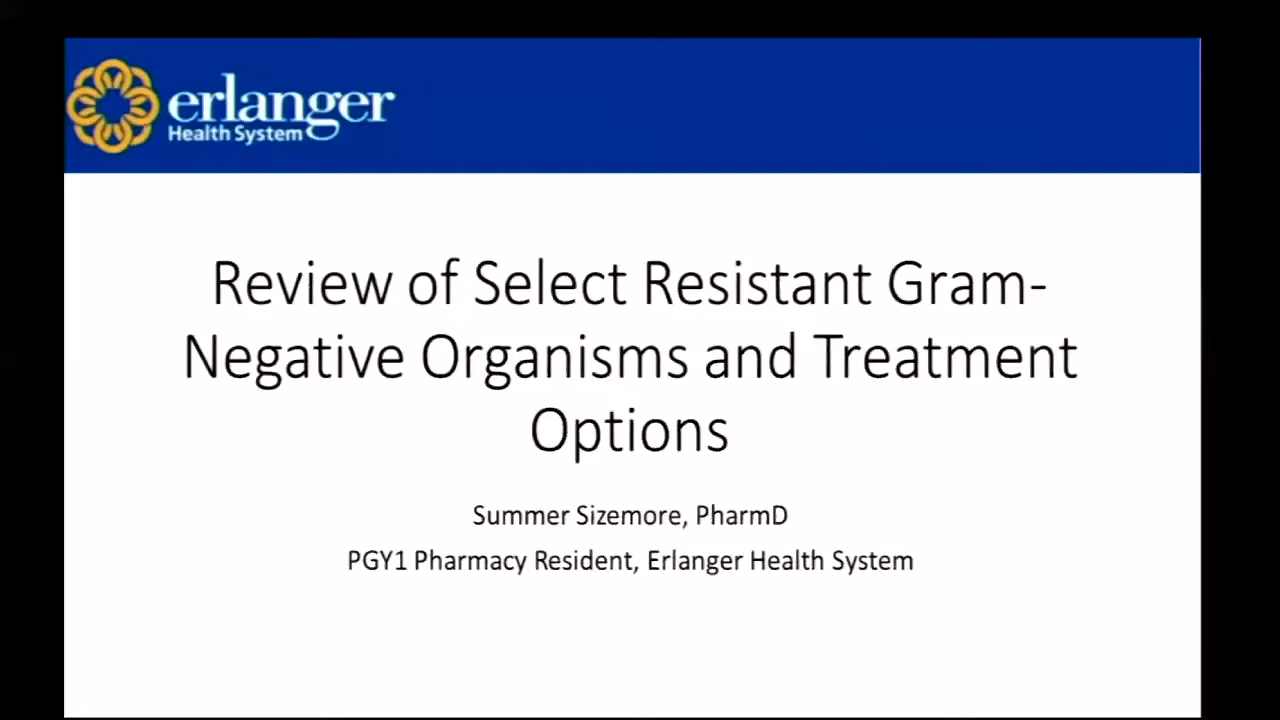 erlanger
Health System
Review of Select Resistant Gram-
Negative Organisms and Treatment
Options
Summer Sizemore, PharmD
PGY1 Pharmacy Resident, Erlanger Health System